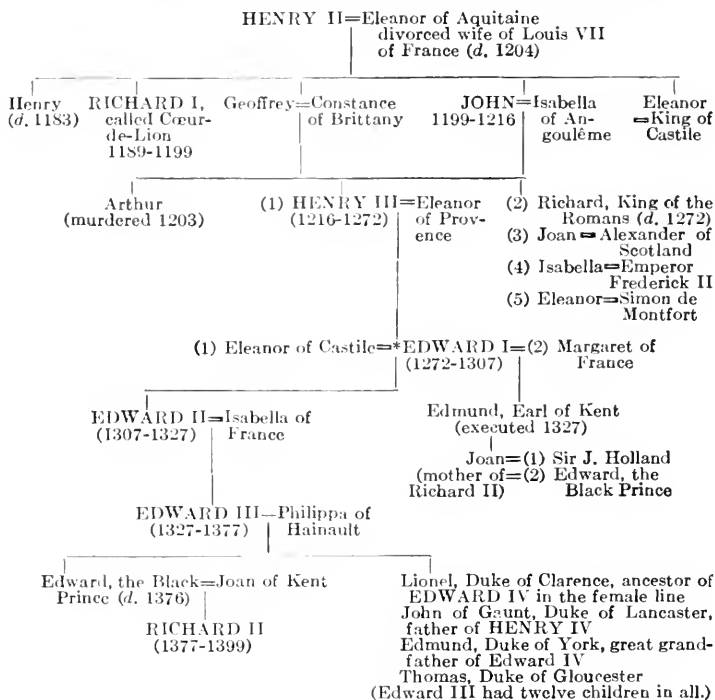 HENRY II=Eleanor of Aquitaine
divorced wife of Louis VII
of France (d. 1204)
Henry
(d. 1183)
RICHARD I,
called Cœur-
de-Lion
1189-1199
Geoffrey=Constance
of Brittany
JOHN=Isabella
1199-1216 of An-
goulême
Eleanor
=King of
Castile
Arthur
(murdered 1203)
(1) HENRY III=Eleanor
(1216-1272) of Prov-
ence
(2) Richard, King of the
Romans (d. 1272)
(3) Joan=Alexander of
Scotland
(4) Isabella=Emperor
Frederick II
(5) Eleanor=Simon de
Montfort
(1) Eleanor of Castile=*EDWARD I=(2) Margaret of
(1272-1307) France
EDWARD II=Isabella of
(1307-1327) France
Edmund, Earl of Kent
(executed 1327)
Joan=(1) Sir J. Holland
(mother of=(2) Edward, the
Richard II) Black Prince
EDWARD III—Philippa of
(1327-1377) Hainault
Edward, the Black=Joan of Kent
Prince (d. 1376)
RICHARD II
(1377-1399)
Lionel, Duke of Clarence, ancestor of
EDWARD IV in the female line
John of Gaunt, Duke of Lancaster,
father of HENRY IV
Edmund, Duke of York, great grand-
father of Edward IV
Thomas, Duke of Gloucester
(Edward III had twelve children in all.)